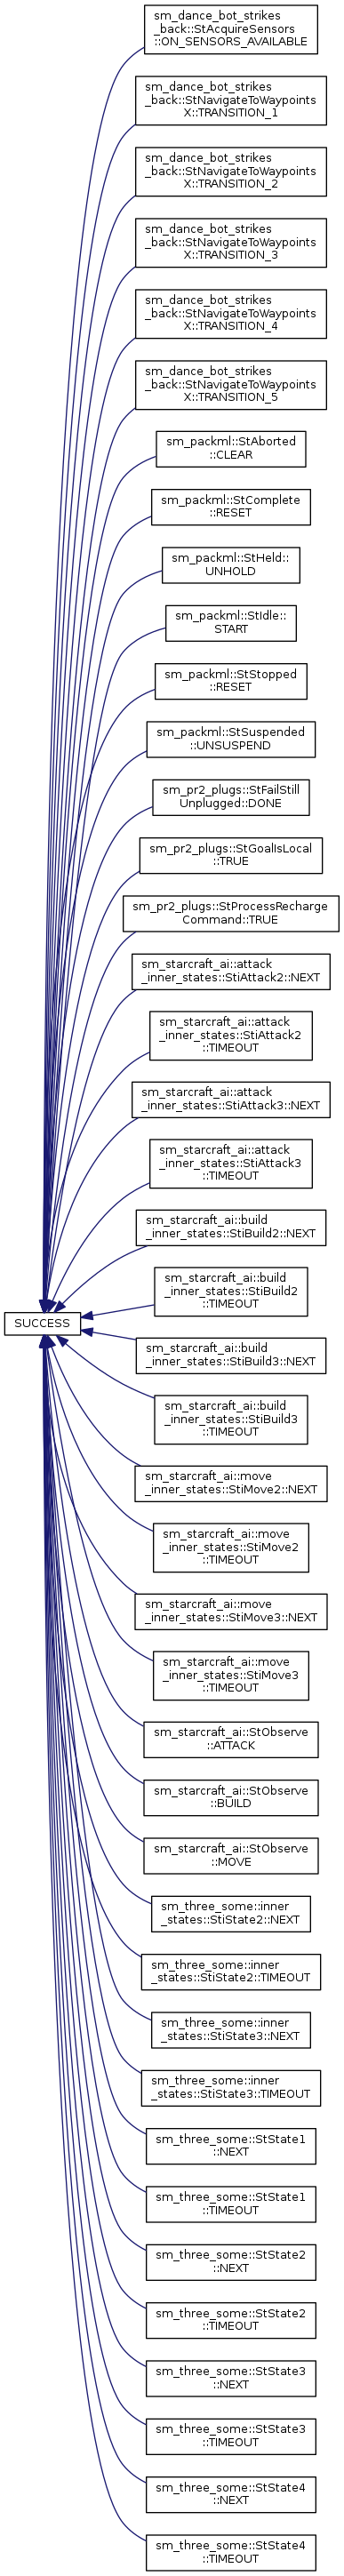 sm_dance_bot_strikes
_back::StAcquireSensors
::ON_SENSORS_AVAILABLE
sm_dance_bot_strikes
_back::StNavigateToWaypoints
X::TRANSITION_1
sm_dance_bot_strikes
_back::StNavigateToWaypoints
X::TRANSITION_2
sm_dance_bot_strikes
_back::StNavigateToWaypoints
X::TRANSITION_3
sm_dance_bot_strikes
_back::StNavigateToWaypoints
X::TRANSITION_4
sm_dance_bot_strikes
_back::StNavigateToWaypoints
X::TRANSITION_5
sm_packml::StAborted
::CLEAR
sm_packml::StComplete
::RESET
sm_packml::StHeld::
UNHOLD
sm_packml::StIdle::
START
sm_packml::StStopped
::RESET
sm_packml::StSuspended
::UNSUSPEND
sm_pr2_plugs::StFailStill
Unplugged::DONE
sm_pr2_plugs::StGoalIsLocal
::TRUE
sm_pr2_plugs::StProcessRecharge
Command::TRUE
sm_starcraft_ai::attack
_inner_states::StiAttack2::NEXT
sm_starcraft_ai::attack
_inner_states::StiAttack2
::TIMEOUT
sm_starcraft_ai::attack
_inner_states::StiAttack3::NEXT
sm_starcraft_ai::attack
_inner_states::StiAttack3
::TIMEOUT
sm_starcraft_ai::build
_inner_states::StiBuild2::NEXT
sm_starcraft_ai::build
_inner_states::StiBuild2
::TIMEOUT
SUCCESS
sm_starcraft_ai::build
_inner_states::StiBuild3::NEXT
sm_starcraft_ai::build
_inner_states::StiBuild3
::TIMEOUT
sm_starcraft_ai::move
_inner_states::StiMove2::NEXT
sm_starcraft_ai::move
_inner_states::StiMove2
::TIMEOUT
sm_starcraft_ai::move
_inner_states::StiMove3::NEXT
sm_starcraft_ai::move
_inner_states::StiMove3
::TIMEOUT
sm_starcraft_ai::StObserve
::ATTACK
sm_starcraft_ai::StObserve
::BUILD
sm_starcraft_ai::StObserve
::MOVE
sm_three_some::inner
_states::StiState2::NEXT
sm_three_some::inner
_states::StiState2::TIMEOUT
sm_three_some::inner
_states::StiState3::NEXT
sm_three_some::inner
_states::StiState3::TIMEOUT
sm_three_some::StState1
::NEXT
sm_three_some::StState1
::TIMEOUT
sm_three_some::StState2
::NEXT
sm_three_some::StState2
::TIMEOUT
sm_three_some::StState3
::NEXT
sm_three_some::StState3
::TIMEOUT
sm_three_some::StState4
::NEXT
sm_three_some::StState4
::TIMEOUT